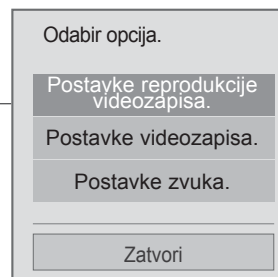 Odabir opcija.
Postavke reprodukcije
videozapisa.
Postavke videozapisa.
Postavke zvuka.
Zatvori